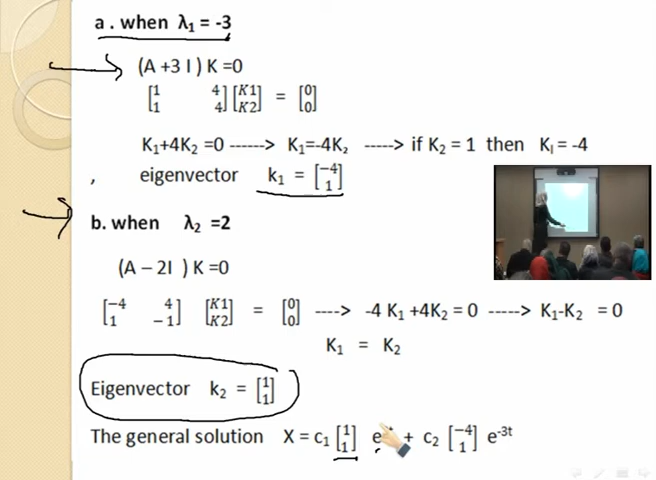 a . when λ₁ = -3
(A +3 I ) K =0
[1 4; 1 4] [K1; K2] = [0; 0]
K₁+4K₂ =0 ------> K₁=-4K₂ -----> if K₂ = 1 then K₁ = -4
, eigenvector k₁ = [-4; 1]
b. when λ₂ =2
(A − 2I ) K =0
[-4 4; 1 -1] [K1; K2] = [0; 0] ----> -4 K₁ +4K₂ = 0 -----> K₁-K₂ = 0
K₁ = K₂
Eigenvector k₂ = [1; 1]
The general solution X = c₁ [1; 1] e + c₂ [-4; 1] e⁻³ᵗ